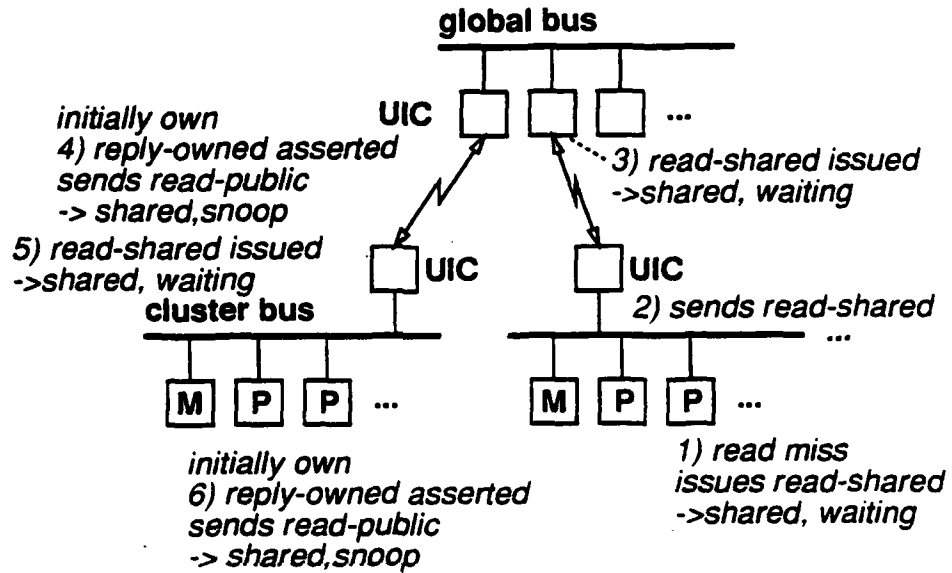 global bus
UIC
...
initially own
4) reply-owned asserted
sends read-public
-> shared,snoop
3) read-shared issued
->shared, waiting
5) read-shared issued
->shared, waiting
UIC
UIC
cluster bus
2) sends read-shared
...
M P P ...
M P P ...
initially own
6) reply-owned asserted
sends read-public
-> shared,snoop
1) read miss
issues read-shared
->shared, waiting